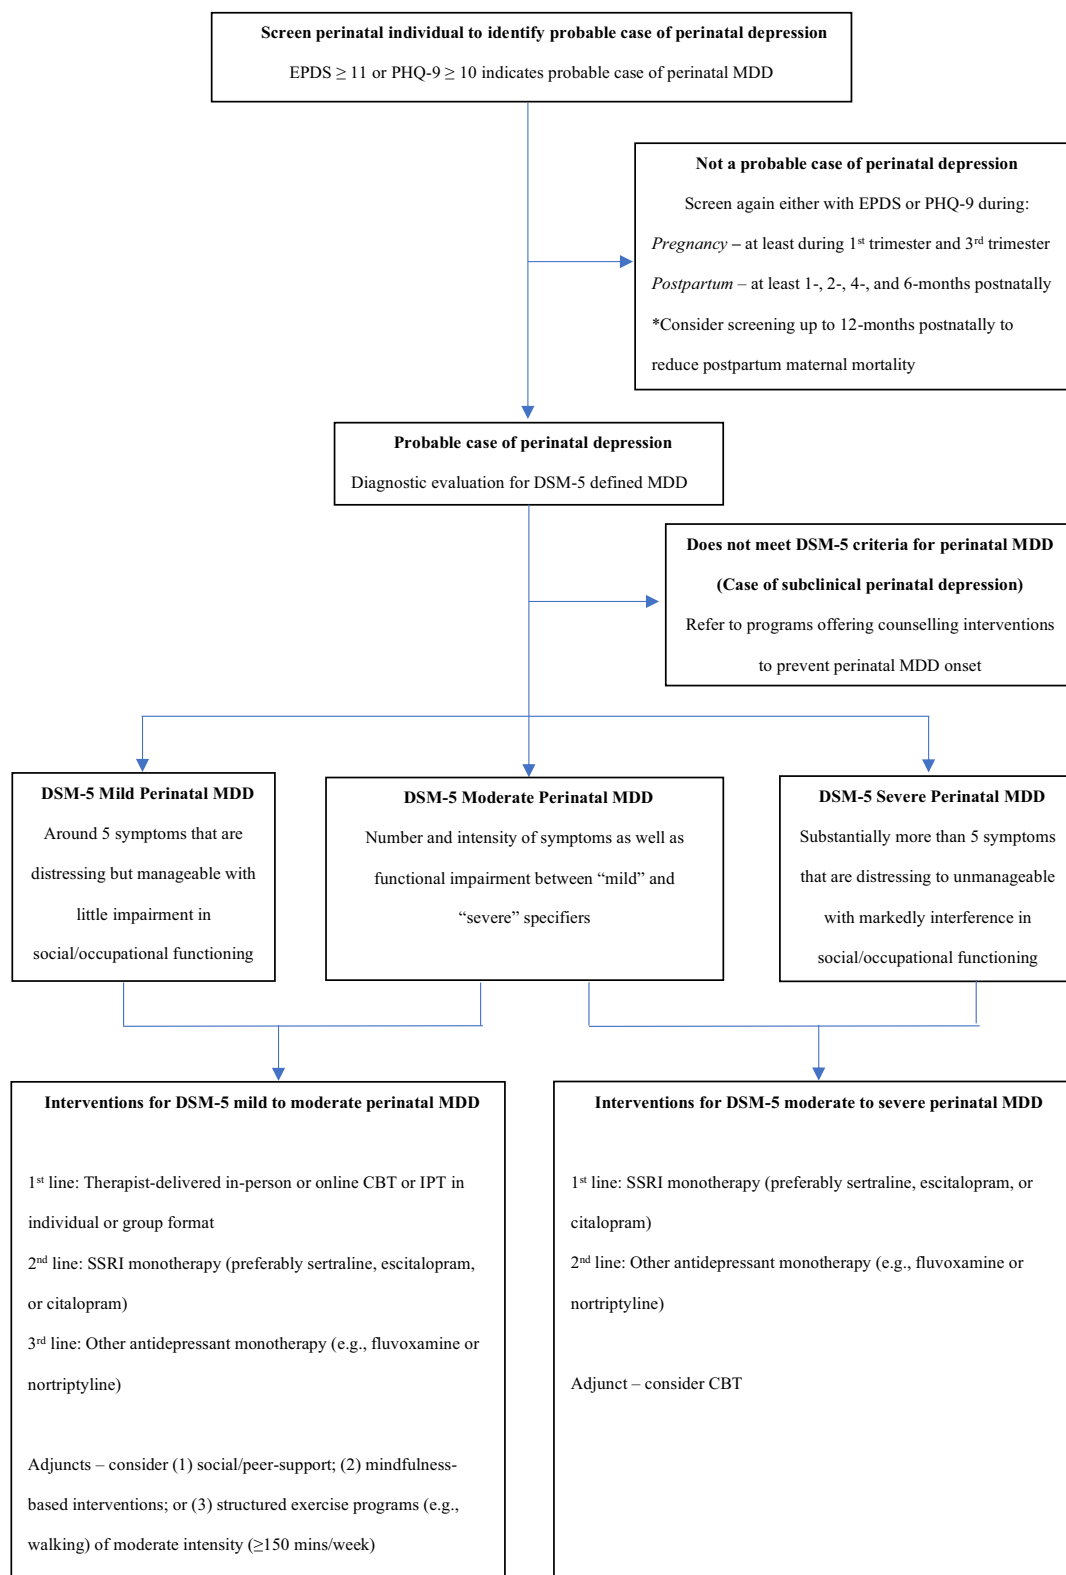 Screen perinatal individual to identify probable case of perinatal depression
EPDS ≥ 11 or PHQ-9 ≥ 10 indicates probable case of perinatal MDD
Not a probable case of perinatal depression
Screen again either with EPDS or PHQ-9 during:
Pregnancy – at least during 1st trimester and 3rd trimester
Postpartum – at least 1-, 2-, 4-, and 6-months postnatally
*Consider screening up to 12-months postnatally to
reduce postpartum maternal mortality
Probable case of perinatal depression
Diagnostic evaluation for DSM-5 defined MDD
Does not meet DSM-5 criteria for perinatal MDD
(Case of subclinical perinatal depression)
Refer to programs offering counselling interventions
to prevent perinatal MDD onset
DSM-5 Mild Perinatal MDD
Around 5 symptoms that are
distressing but manageable with
little impairment in
social/occupational functioning
DSM-5 Moderate Perinatal MDD
Number and intensity of symptoms as well as
functional impairment between “mild” and
“severe” specifiers
DSM-5 Severe Perinatal MDD
Substantially more than 5 symptoms
that are distressing to unmanageable
with markedly interference in
social/occupational functioning
Interventions for DSM-5 mild to moderate perinatal MDD
1st line: Therapist-delivered in-person or online CBT or IPT in
individual or group format
2nd line: SSRI monotherapy (preferably sertraline, escitalopram,
or citalopram)
3rd line: Other antidepressant monotherapy (e.g., fluvoxamine or
nortriptyline)
Adjuncts – consider (1) social/peer-support; (2) mindfulness-
based interventions; or (3) structured exercise programs (e.g.,
walking) of moderate intensity (≥150 mins/week)
Interventions for DSM-5 moderate to severe perinatal MDD
1st line: SSRI monotherapy (preferably sertraline, escitalopram, or
citalopram)
2nd line: Other antidepressant monotherapy (e.g., fluvoxamine or
nortriptyline)
Adjunct – consider CBT